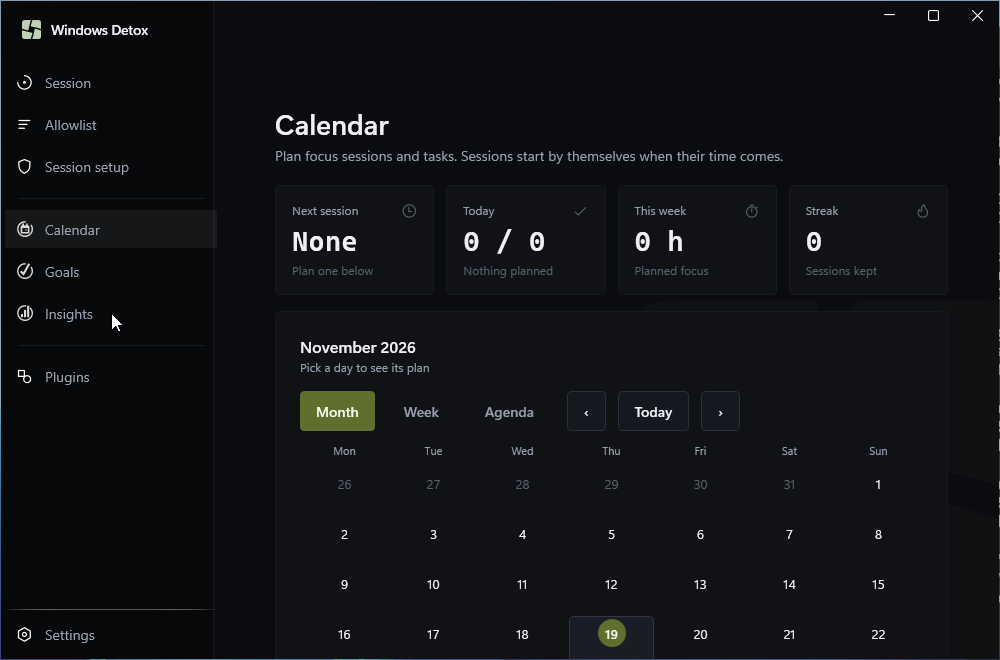 Windows Detox
Session
Allowlist
Session setup
Calendar
Goals
Insights
Plugins
Settings
Calendar
Plan focus sessions and tasks. Sessions start by themselves when their time comes.
Next session
None
Plan one below
Today
0 / 0
Nothing planned
This week
0 h
Planned focus
Streak
0
Sessions kept
November 2026
Pick a day to see its plan
Month Week Agenda ‹ Today ›
Mon Tue Wed Thu Fri Sat Sun
26 27 28 29 30 31 1
2 3 4 5 6 7 8
9 10 11 12 13 14 15
16 17 18 19 20 21 22